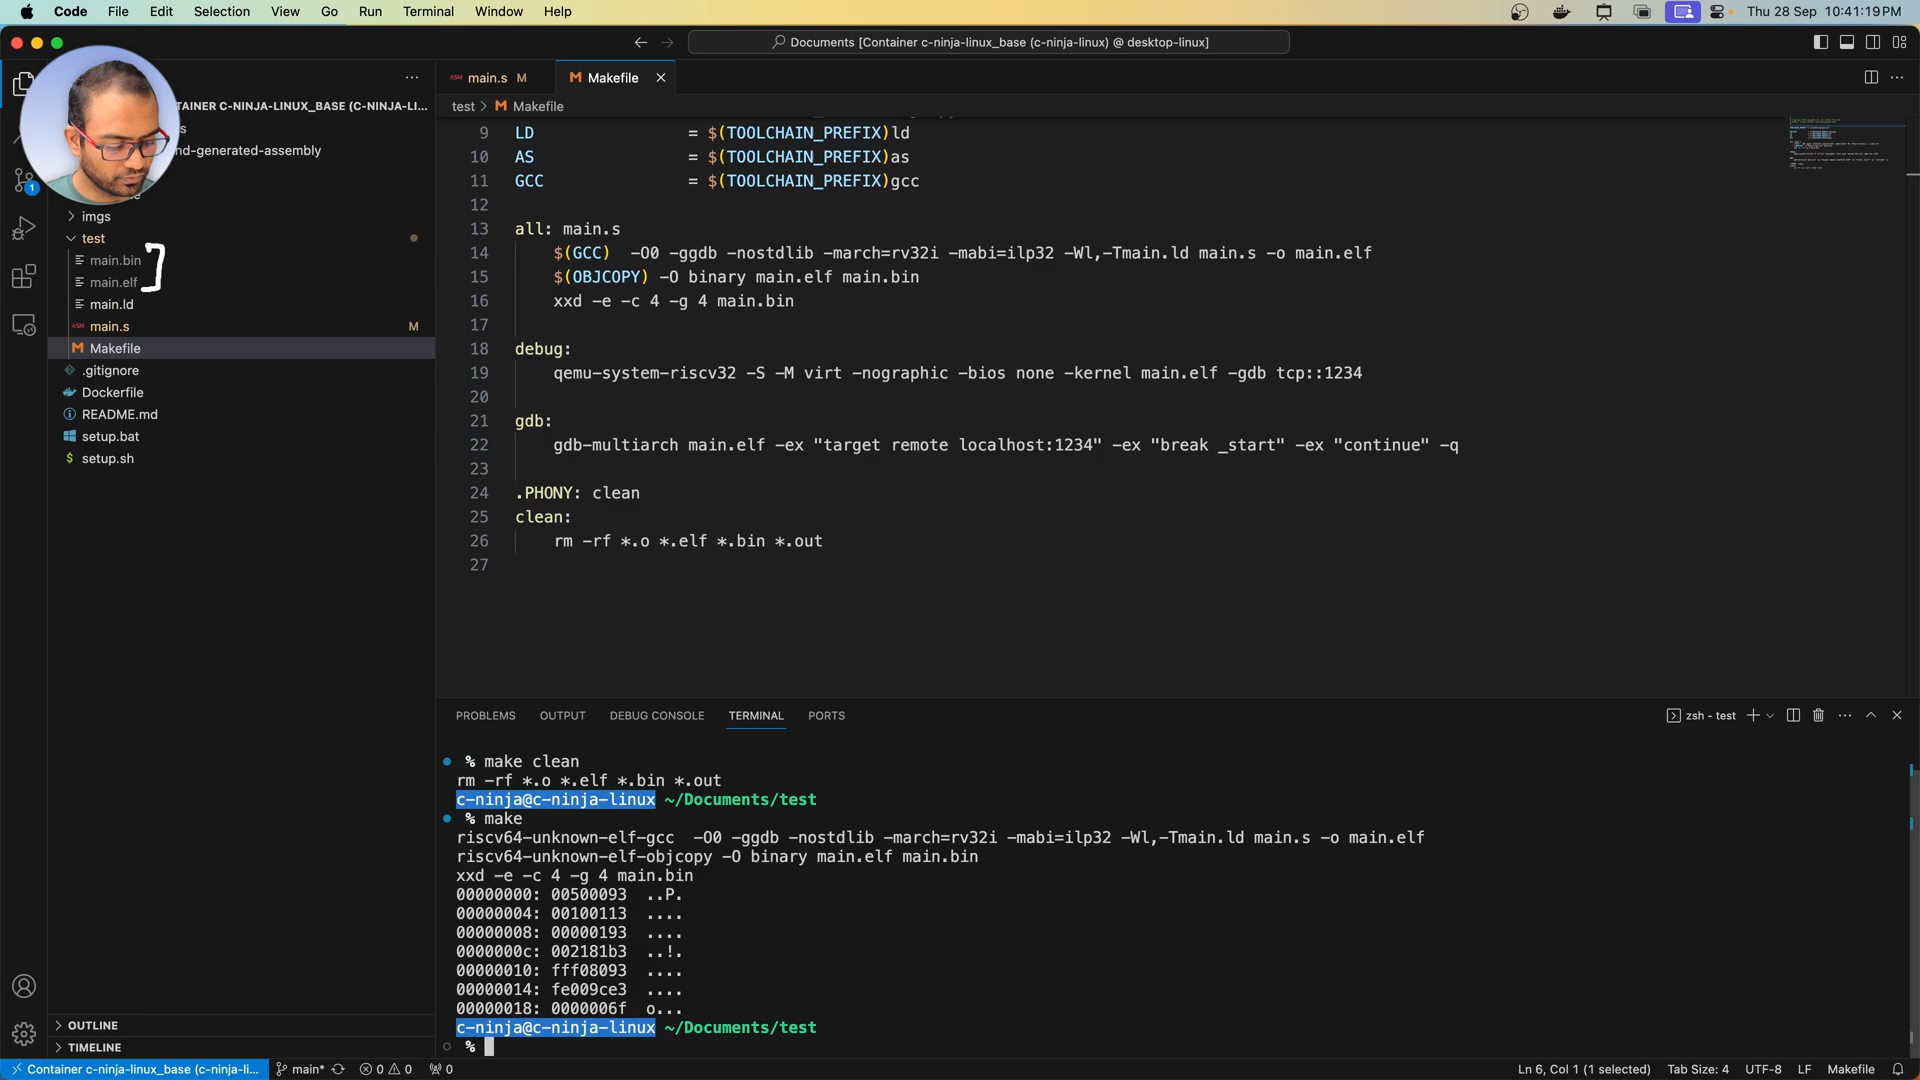 Code File Edit Selection View Go Run Terminal Window Help
Thu 28 Sep 10:41:19 PM
Documents [Container c-ninja-linux_base (c-ninja-linux) @ desktop-linux]
TAINER C-NINJA-LINUX_BASE (C-NINJA-LI...
s
nd-generated-assembly
1
imgs
test
main.bin
main.elf
main.ld
ASM main.s M
M Makefile
.gitignore
Dockerfile
README.md
setup.bat
$ setup.sh
OUTLINE
TIMELINE
ASM main.s M
M Makefile
test > M Makefile
9 LD = $(TOOLCHAIN_PREFIX)ld
10 AS = $(TOOLCHAIN_PREFIX)as
11 GCC = $(TOOLCHAIN_PREFIX)gcc
12
13 all: main.s
14 $(GCC) -O0 -ggdb -nostdlib -march=rv32i -mabi=ilp32 -Wl,-Tmain.ld main.s -o main.elf
15 $(OBJCOPY) -O binary main.elf main.bin
16 xxd -e -c 4 -g 4 main.bin
17
18 debug:
19 qemu-system-riscv32 -S -M virt -nographic -bios none -kernel main.elf -gdb tcp::1234
20
21 gdb:
22 gdb-multiarch main.elf -ex "target remote localhost:1234" -ex "break _start" -ex "continue" -q
23
24 .PHONY: clean
25 clean:
26 rm -rf *.o *.elf *.bin *.out
27
PROBLEMS OUTPUT DEBUG CONSOLE TERMINAL PORTS
zsh - test
% make clean
rm -rf *.o *.elf *.bin *.out
c-ninja@c-ninja-linux ~/Documents/test
% make
riscv64-unknown-elf-gcc -O0 -ggdb -nostdlib -march=rv32i -mabi=ilp32 -Wl,-Tmain.ld main.s -o main.elf
riscv64-unknown-elf-objcopy -O binary main.elf main.bin
xxd -e -c 4 -g 4 main.bin
00000000: 00500093 ..P.
00000004: 00100113 ....
00000008: 00000193 ....
0000000c: 002181b3 ..!.
00000010: fff08093 ....
00000014: fe009ce3 ....
00000018: 0000006f o...
c-ninja@c-ninja-linux ~/Documents/test
%
Container c-ninja-linux_base (c-ninja-li... main* 0 0 0
Ln 6, Col 1 (1 selected) Tab Size: 4 UTF-8 LF Makefile